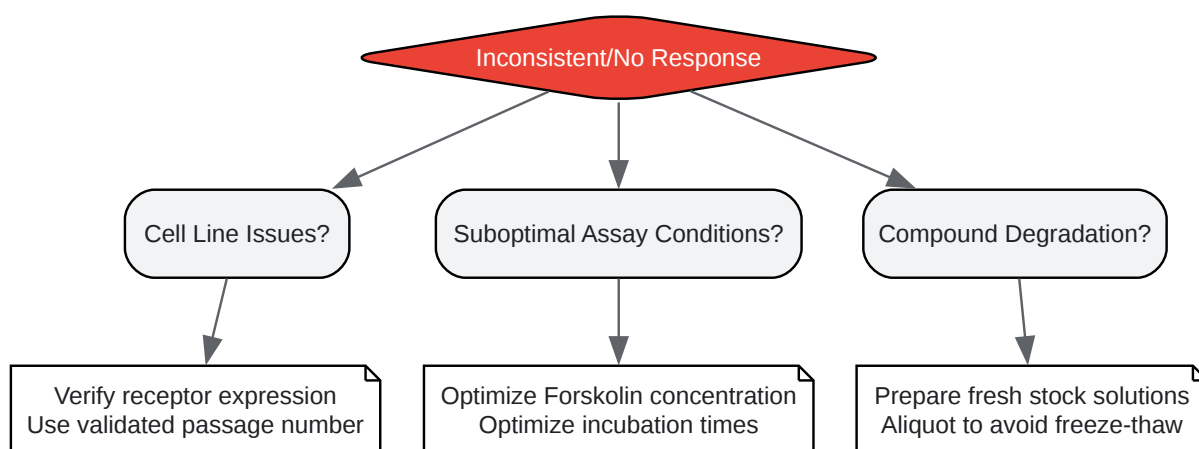 Inconsistent/No Response
Cell Line Issues?
Suboptimal Assay Conditions?
Compound Degradation?
Verify receptor expression
Use validated passage number
Optimize Forskolin concentration
Optimize incubation times
Prepare fresh stock solutions
Aliquot to avoid freeze-thaw